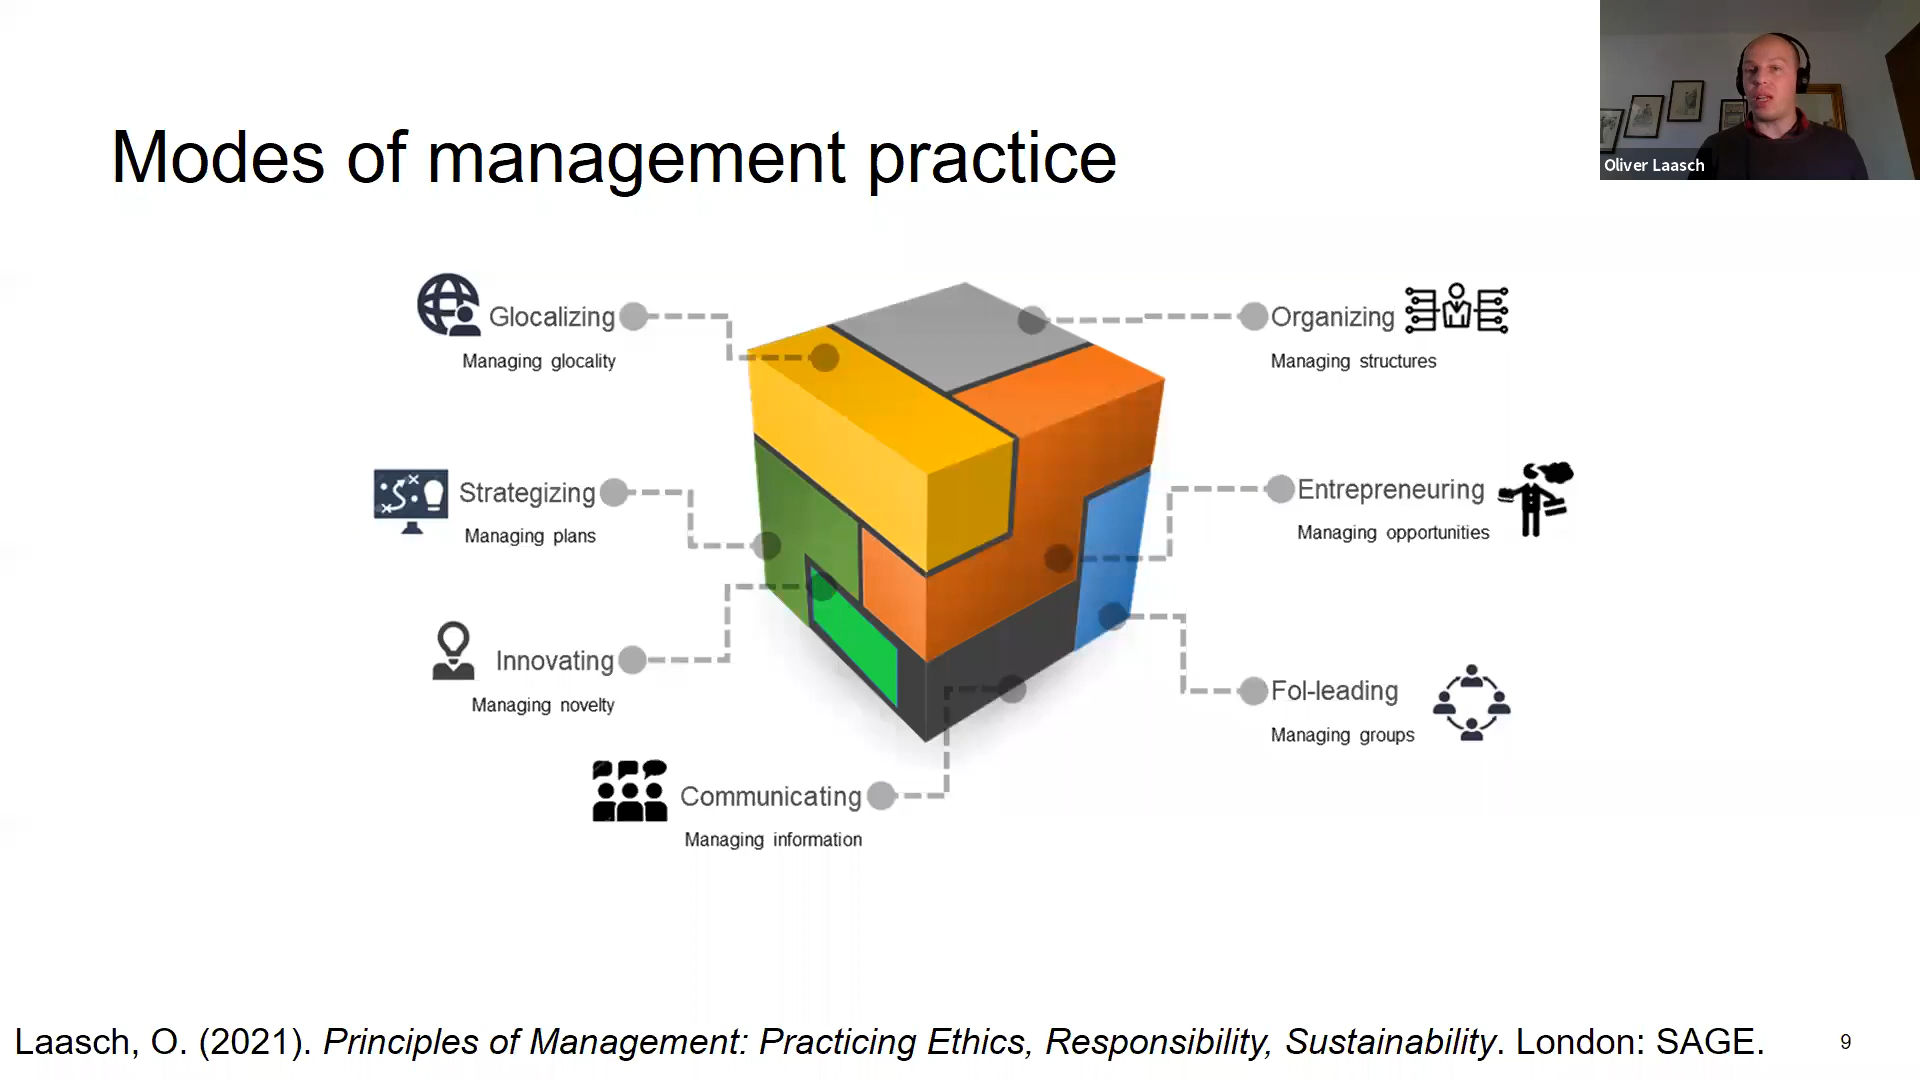 Oliver Laasch
Modes of management practice
Glocalizing
Managing glocality
Organizing
Managing structures
Strategizing
Managing plans
Entrepreneuring
Managing opportunities
Innovating
Managing novelty
Fol-leading
Managing groups
Communicating
Managing information
Laasch, O. (2021). Principles of Management: Practicing Ethics, Responsibility, Sustainability. London: SAGE.
9